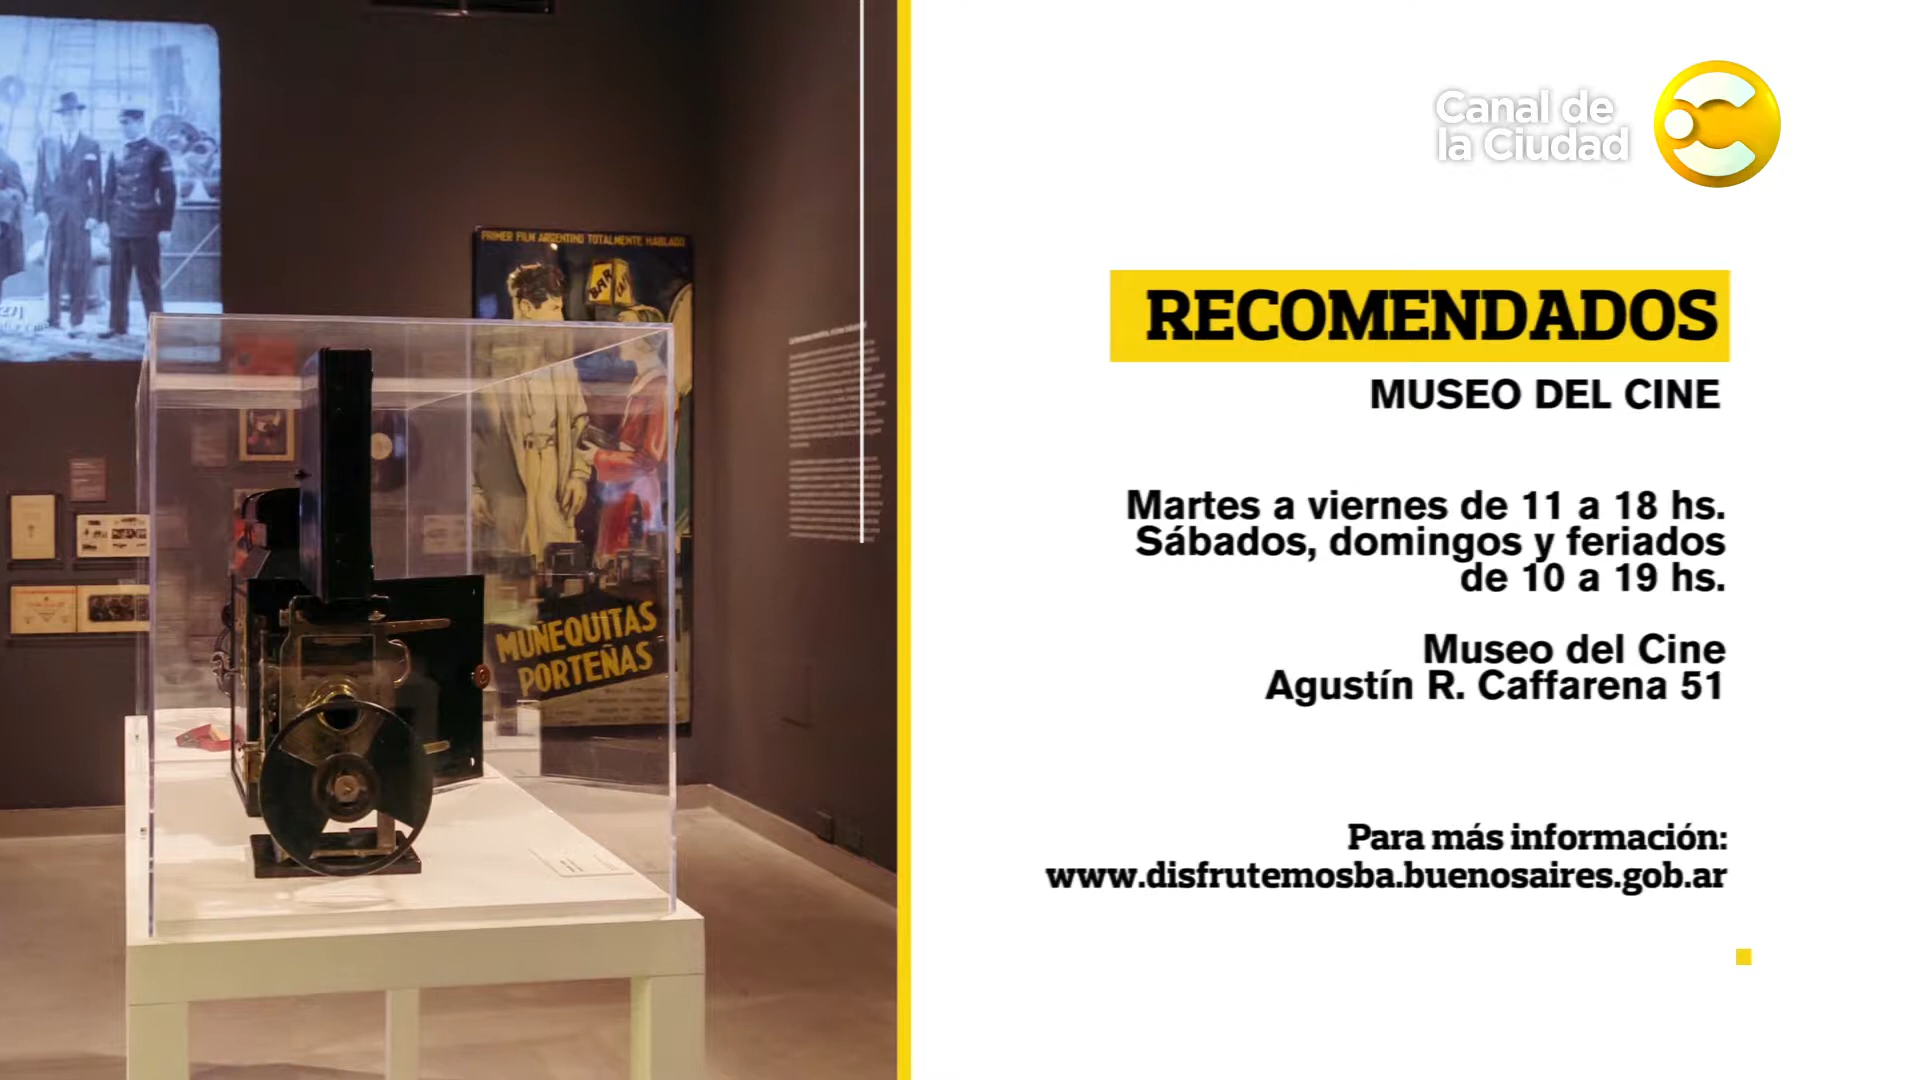 Canal de
la Ciudad
RECOMENDADOS
MUSEO DEL CINE
Martes a viernes de 11 a 18 hs.
Sábados, domingos y feriados
de 10 a 19 hs.
Museo del Cine
Agustín R. Caffarena 51
Para más información:
www.disfrutemosba.buenosaires.gob.ar
PRIMER FILM ARGENTINO TOTALMENTE HABLADO
BAR
MUÑEQUITAS
PORTEÑAS